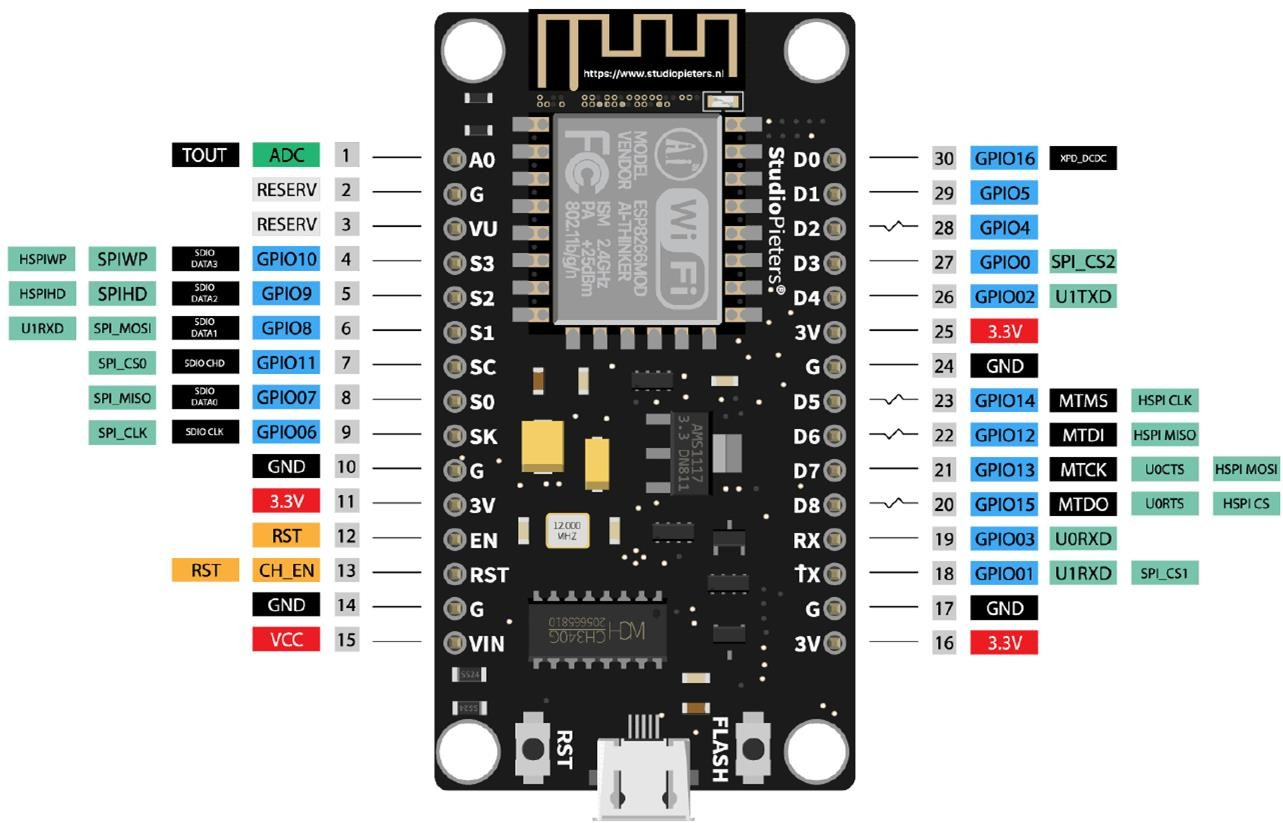 https://www.studiopieters.nl
TOUT ADC 1 A0
RESERV 2 G
RESERV 3 VU
HSPIWP SPIWP SDIO DATA3 GPIO10 4 S3
HSPIHD SPIHD SDIO DATA2 GPIO9 5 S2
U1RXD SPI_MOSI SDIO DATA1 GPIO8 6 S1
SPI_CS0 SDIO CHD GPIO11 7 SC
SPI_MISO SDIO DATA0 GPIO07 8 S0
SPI_CLK SDIO CLK GPIO06 9 SK
GND 10 G
3.3V 11 3V
RST 12 EN
RST CH_EN 13 RST
GND 14 G
VCC 15 VIN
MODEL ESP8266MOD
VENDOR AI-THINKER
ISM 2.4GHz
PA +25dBm
802.11b/g/n
FC
A.i
WiFi
StudioPieters®
AMS1117
3.3 DN811
12.000
MHZ
WCH
CH340G
205665810
SS24
SS24
RST
FLASH
D0 30 GPIO16 XPD_DCDC
D1 29 GPIO5
D2 28 GPIO4
D3 27 GPIO0 SPI_CS2
D4 26 GPIO02 U1TXD
3V 25 3.3V
G 24 GND
D5 23 GPIO14 MTMS HSPI CLK
D6 22 GPIO12 MTDI HSPI MISO
D7 21 GPIO13 MTCK U0CTS HSPI MOSI
D8 20 GPIO15 MTDO U0RTS HSPI CS
RX 19 GPIO03 U0RXD
TX 18 GPIO01 U1RXD SPI_CS1
G 17 GND
3V 16 3.3V